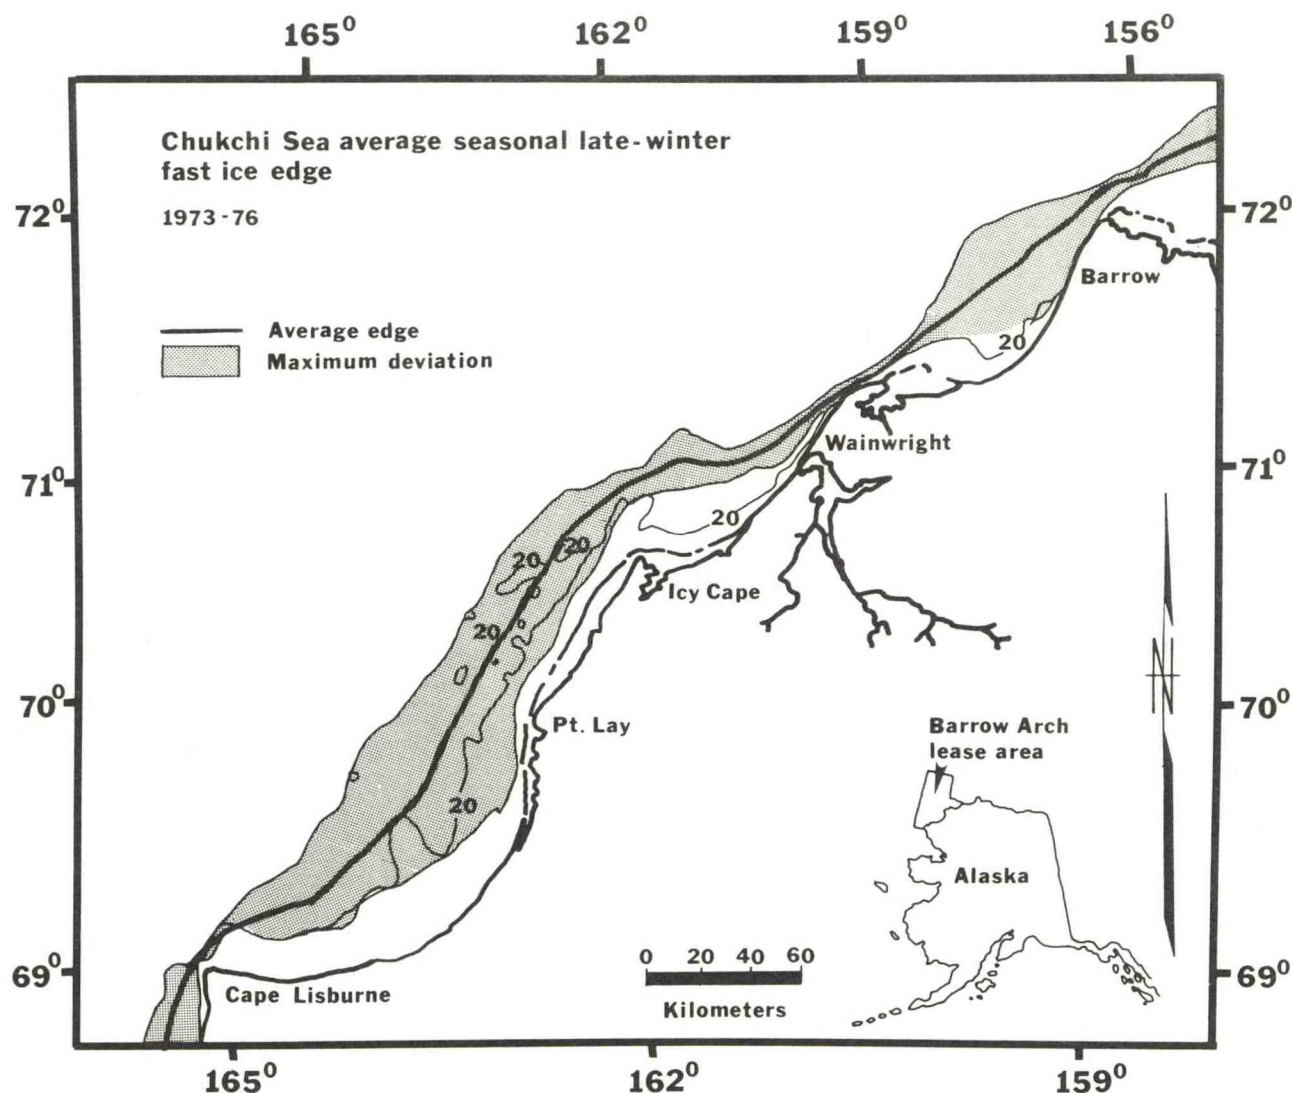 165⁰ 162⁰ 159⁰ 156⁰
Chukchi Sea average seasonal late-winter
fast ice edge
1973-76
72⁰ 72⁰
Barrow
Average edge
20
Maximum deviation
Wainwright
71⁰ 71⁰
20
20 20
Icy Cape
20
N
70⁰ 70⁰
Pt. Lay
Barrow Arch
lease area
20
Alaska
0 20 40 60
69⁰ 69⁰
Cape Lisburne
Kilometers
165⁰ 162⁰ 159⁰